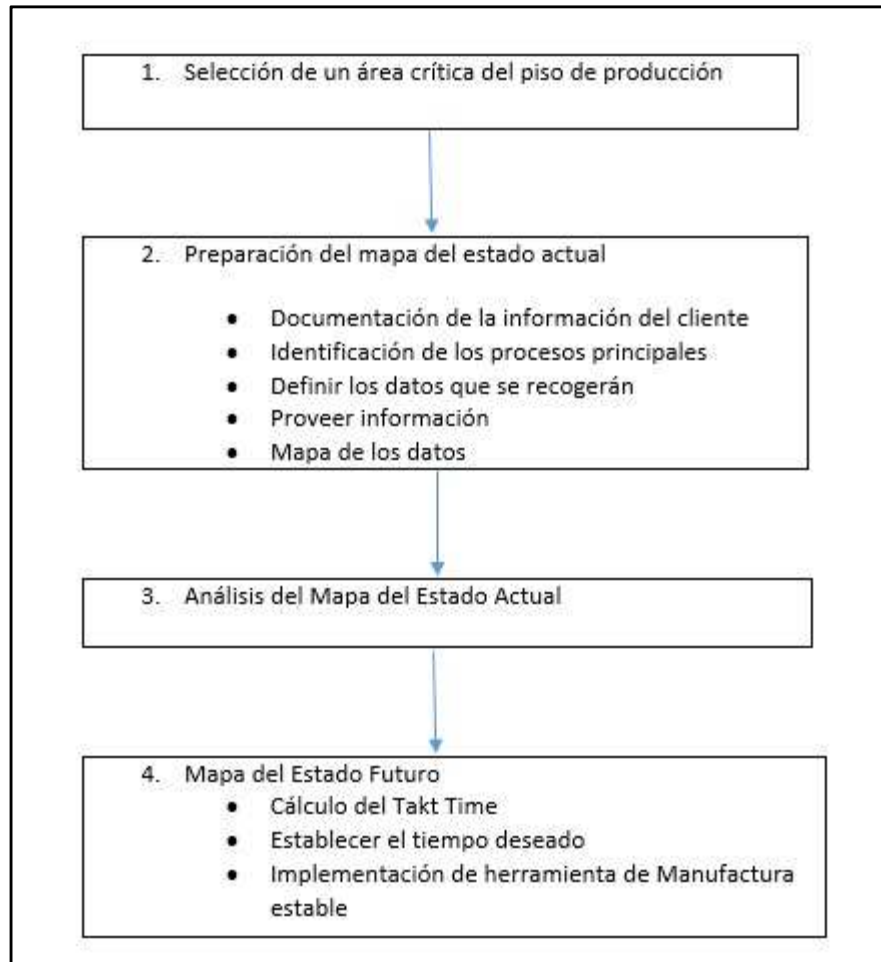 1. Selección de un área crítica del piso de producción
2. Preparación del mapa del estado actual
• Documentación de la información del cliente
• Identificación de los procesos principales
• Definir los datos que se recogerán
• Proveer información
• Mapa de los datos
3. Análisis del Mapa del Estado Actual
4. Mapa del Estado Futuro
• Cálculo del Takt Time
• Establecer el tiempo deseado
• Implementación de herramienta de Manufactura
estable